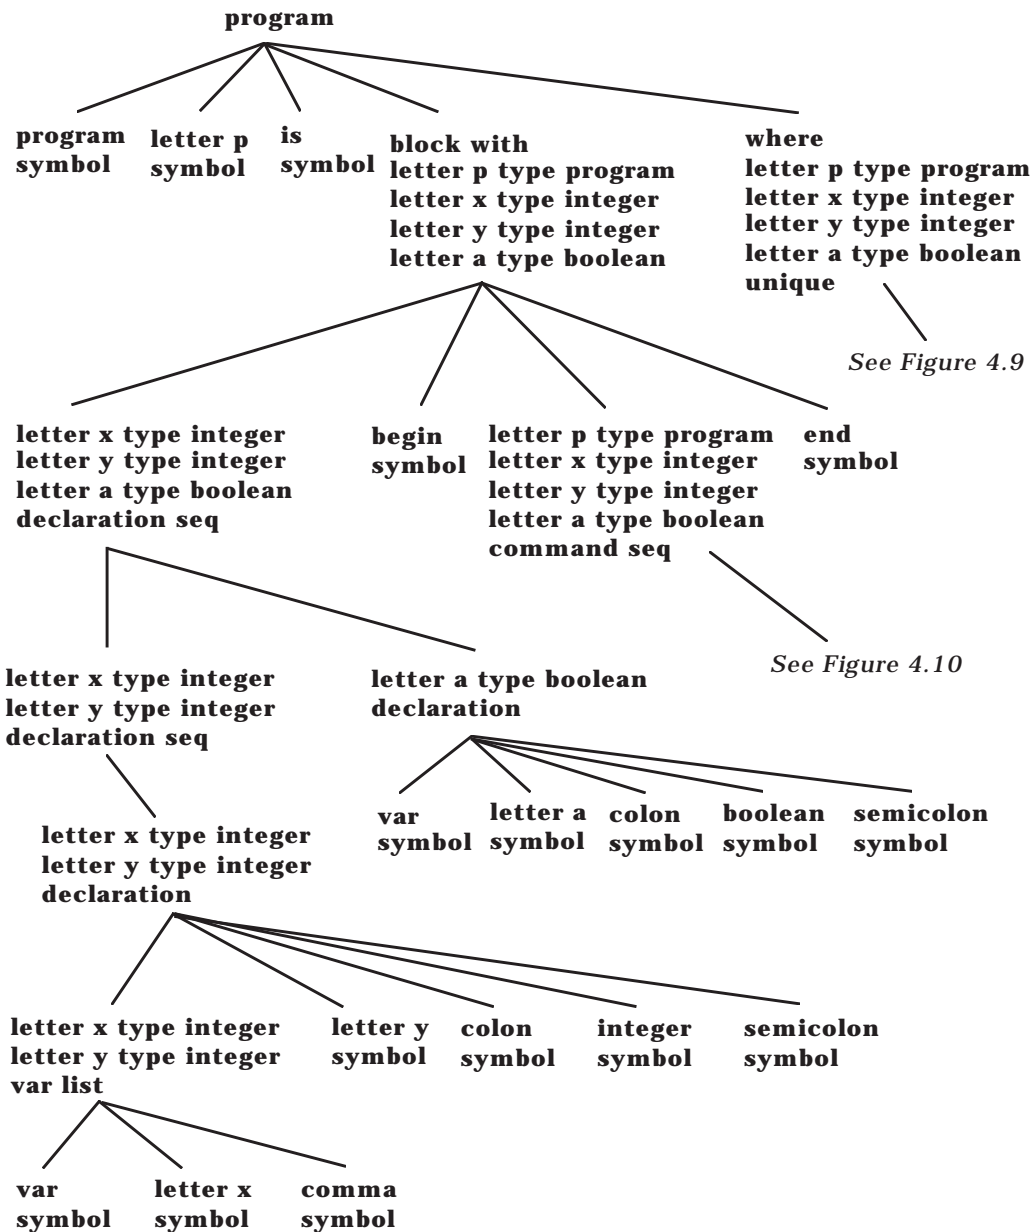 program
program
symbol
letter p
symbol
is
symbol
block with
letter p type program
letter x type integer
letter y type integer
letter a type boolean
where
letter p type program
letter x type integer
letter y type integer
letter a type boolean
unique
See Figure 4.9
letter x type integer
letter y type integer
letter a type boolean
declaration seq
begin
symbol
letter p type program
letter x type integer
letter y type integer
letter a type boolean
command seq
end
symbol
See Figure 4.10
letter x type integer
letter y type integer
declaration seq
letter a type boolean
declaration
var
symbol
letter a
symbol
colon
symbol
boolean
symbol
semicolon
symbol
letter x type integer
letter y type integer
declaration
letter x type integer
letter y type integer
var list
letter y
symbol
colon
symbol
integer
symbol
semicolon
symbol
var
symbol
letter x
symbol
comma
symbol